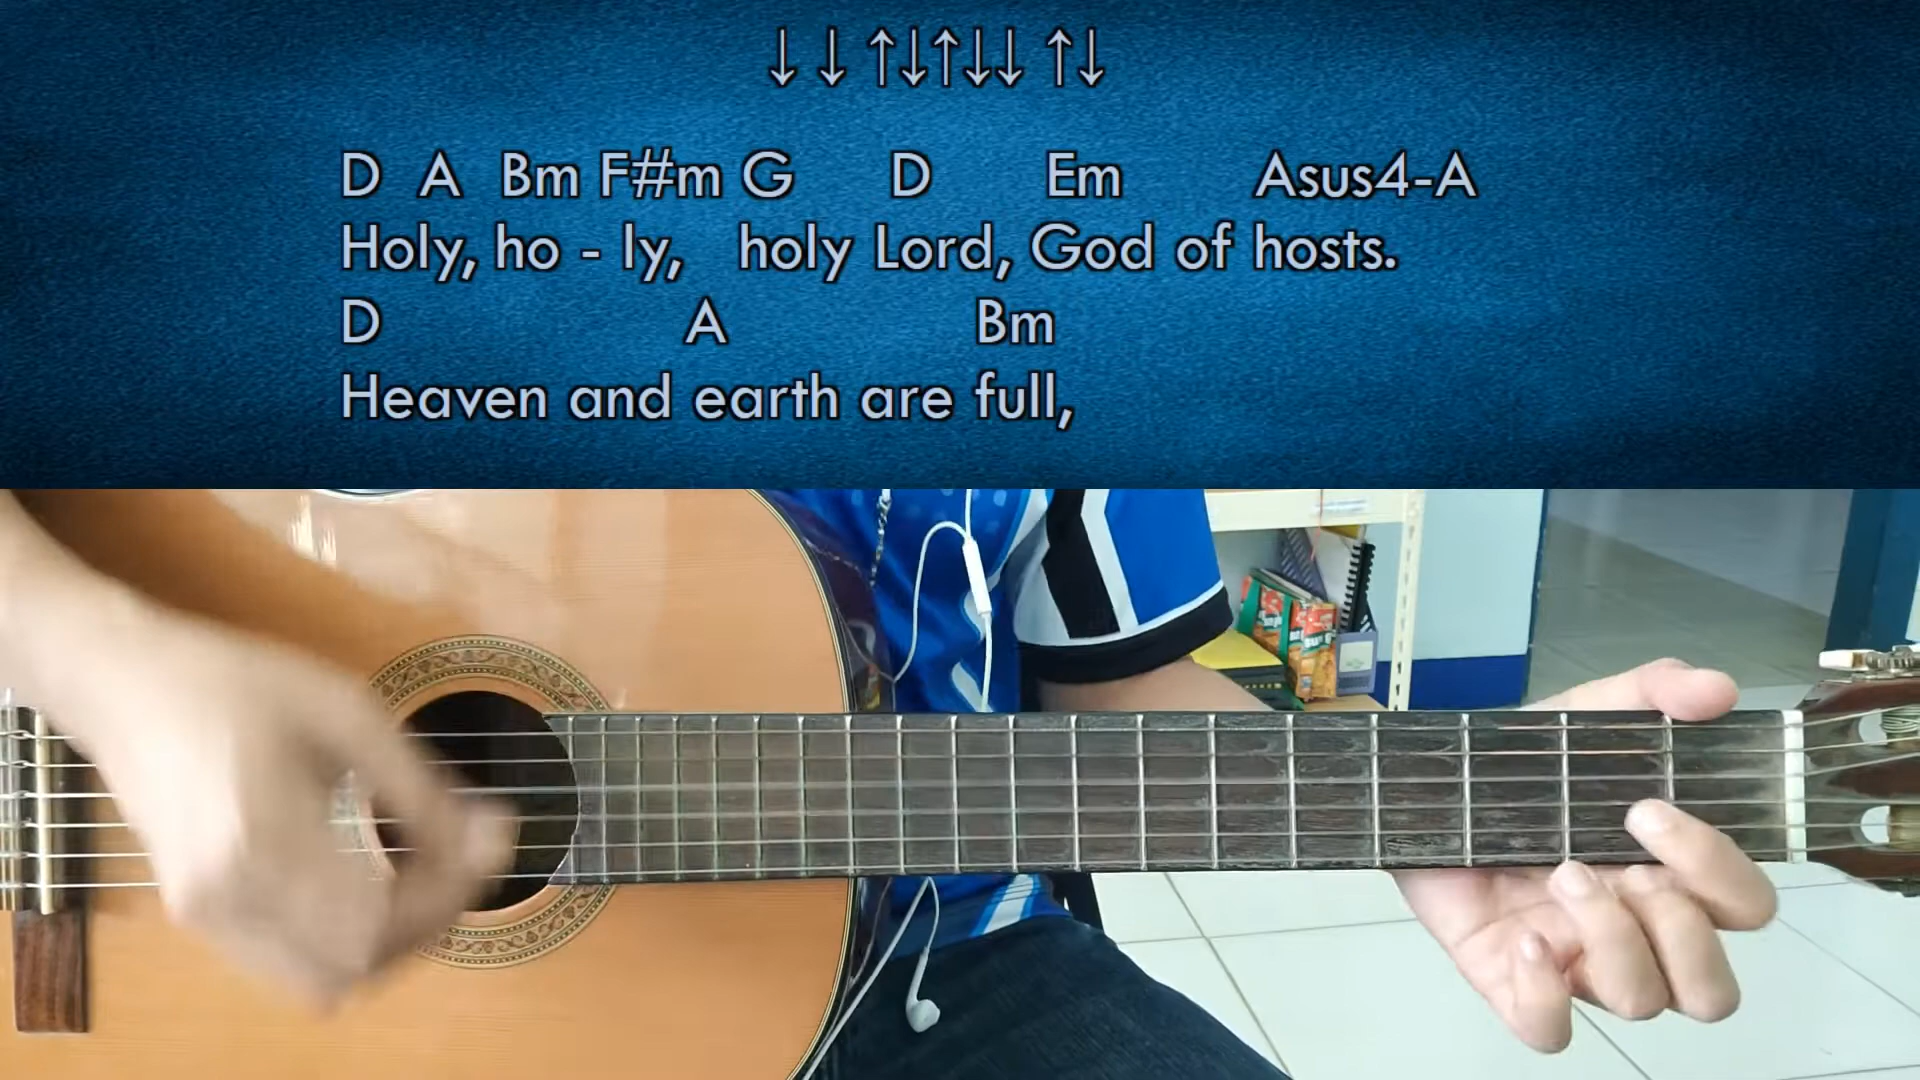 ↓ ↓ ↑↓↑↓↓ ↑↓
D A Bm F#m G D Em Asus4-A
Holy, ho - ly, holy Lord, God of hosts.
D A Bm
Heaven and earth are full,